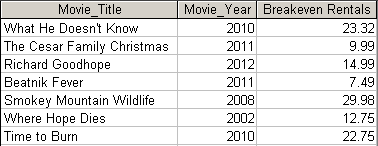 Movie_Title Movie_Year Breakeven Rentals
What He Doesn't Know 2010 23.32
The Cesar Family Christmas 2011 9.99
Richard Goodhope 2012 14.99
Beatnik Fever 2011 7.49
Smokey Mountain Wildlife 2008 29.98
Where Hope Dies 2002 12.75
Time to Burn 2010 22.75